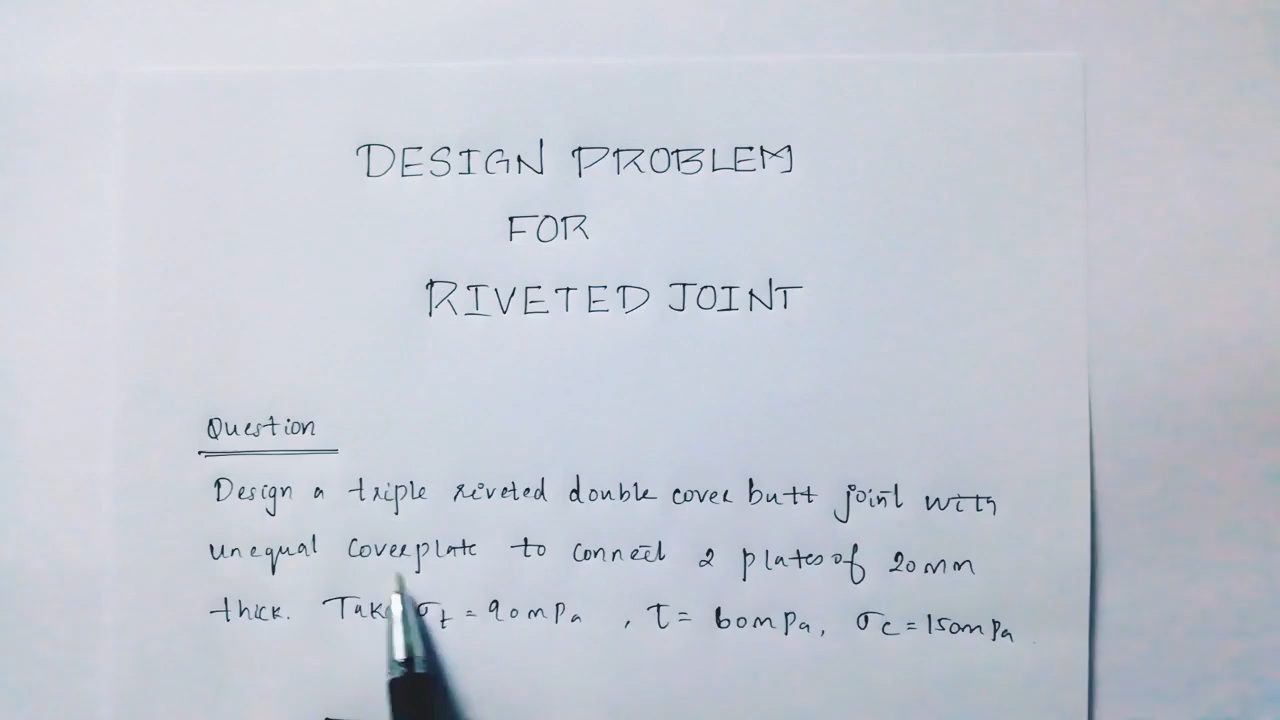 DESIGN PROBLEM
FOR
RIVETED JOINT
Question
Design a triple riveted double cover butt joint with
unequal coverplate to connect 2 plates of 20mm
thick. Take σt = 90mPa , τ = 60mPa, σc = 150mPa